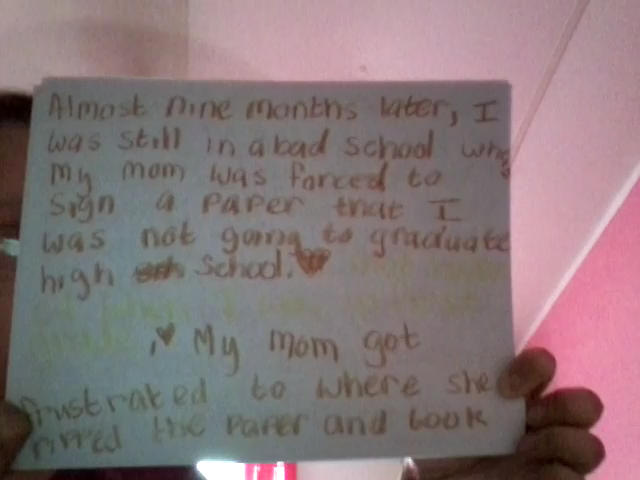 Almost nine months later, I
was still in a bad school
my mom was forced to
sign a paper that I
was not going to graduate
high school.
My mom got
frustrated to where she
ripped the paper and took